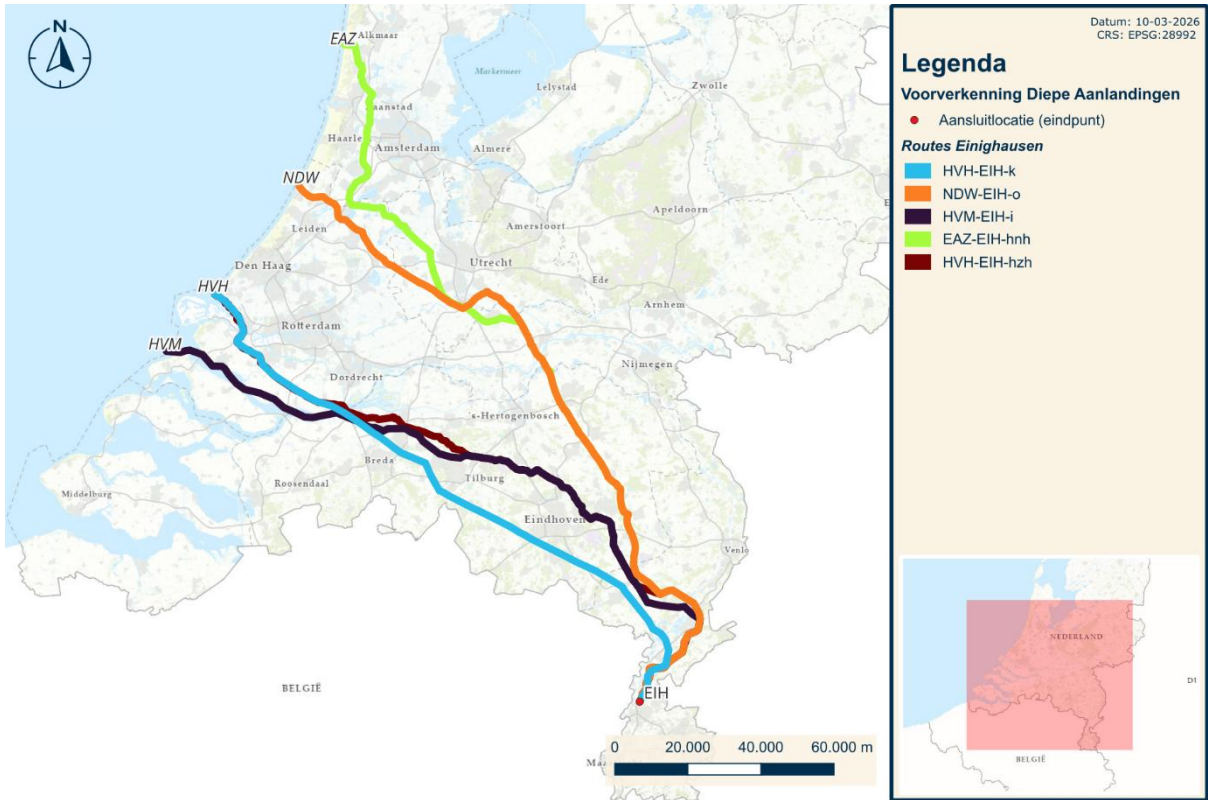 N
EAZ
Alkmaar
Markermeer
Lelystad
Zwolle
Zaanstad
Haarle
Amsterdam
Almere
NDW
Apeldoorn
Leiden
Amersfoort
Utrecht
Den Haag
Ede
HVH
Arnhem
Rotterdam
HVM
Nijmegen
Dordrecht
's-Hertogenbosch
Breda
Tilburg
Roosendaal
Middelburg
Eindhoven
Venlo
BELGIË
EIH
Maa
0 20.000 40.000 60.000 m
Datum: 10-03-2026
CRS: EPSG:28992
Legenda
Voorverkenning Diepe Aanlandingen
Aansluitlocatie (eindpunt)
Routes Einighausen
HVH-EIH-k
NDW-EIH-o
HVM-EIH-i
EAZ-EIH-hnh
HVH-EIH-hzh
NEDERLAND
D1
BELGIË